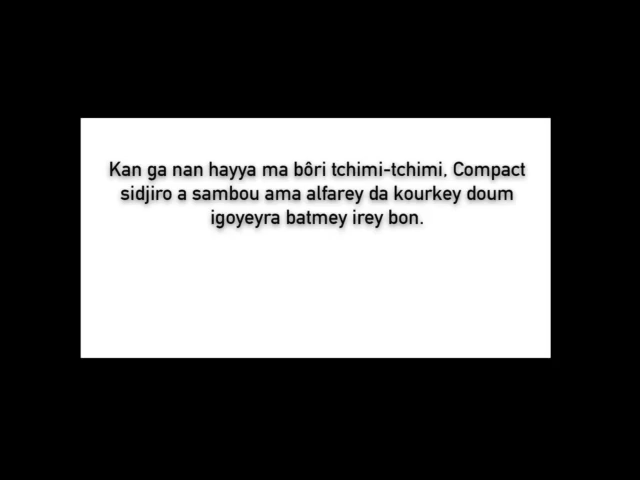 Kan ga nan hayya ma bôri tchimi-tchimi, Compact
sidjiro a sambou ama alfarey da kourkey doum
igoyeyra batmey irey bon.